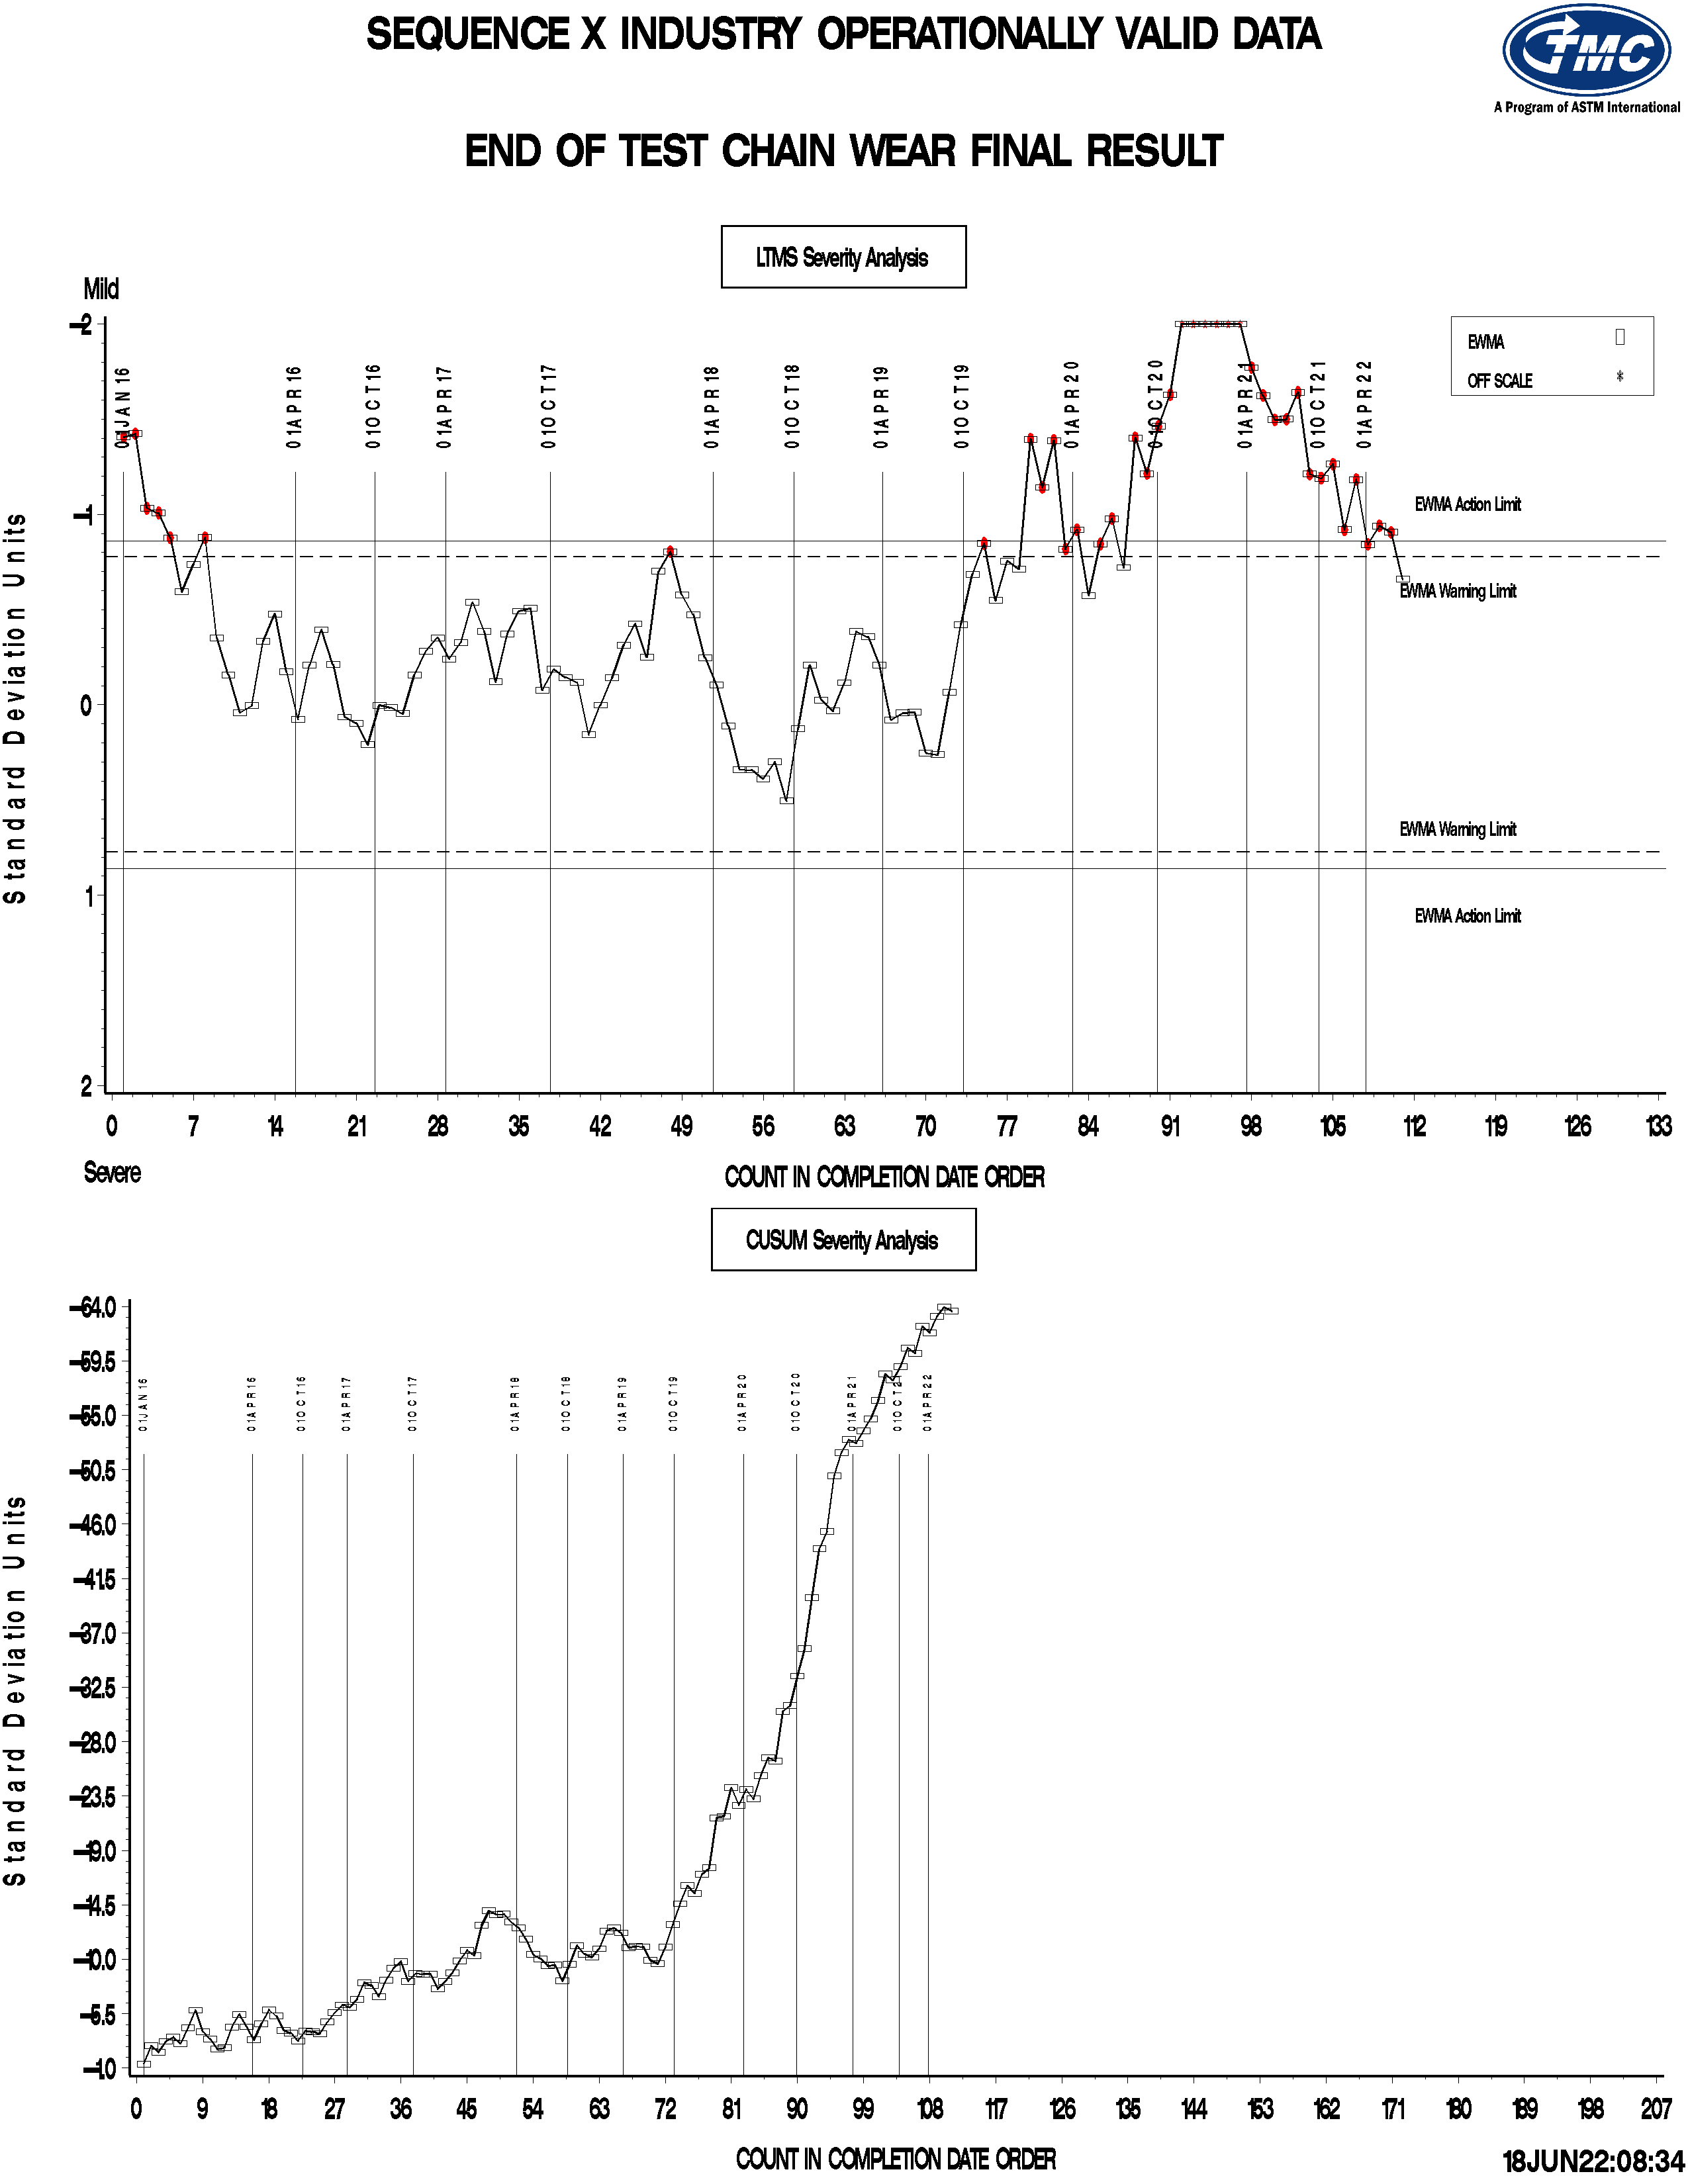 SEQUENCE X INDUSTRY OPERATIONALLY VALID DATA
TMC
A Program of ASTM International
END OF TEST CHAIN WEAR FINAL RESULT
LTMS Severity Analysis
Mild
Standard Deviation Units
-2
-1
0
1
2
01JAN16
01APR16
01OCT16
01APR17
01OCT17
01APR18
01OCT18
01APR19
01OCT19
01APR20
01OCT20
01APR21
01OCT21
01APR22
EWMA
OFF SCALE *
EWMA Action Limit
EWMA Warning Limit
EWMA Warning Limit
EWMA Action Limit
0 7 14 21 28 35 42 49 56 63 70 77 84 91 98 105 112 119 126 133
Severe
COUNT IN COMPLETION DATE ORDER
CUSUM Severity Analysis
Standard Deviation Units
-64.0
-59.5
-55.0
-50.5
-46.0
-41.5
-37.0
-32.5
-28.0
-23.5
-19.0
-14.5
-10.0
-5.5
-1.0
01JAN16
01APR16
01OCT16
01APR17
01OCT17
01APR18
01OCT18
01APR19
01OCT19
01APR20
01OCT20
01APR21
01OCT21
01APR22
0 9 18 27 36 45 54 63 72 81 90 99 108 117 126 135 144 153 162 171 180 189 198 207
COUNT IN COMPLETION DATE ORDER
18JUN22:08:34